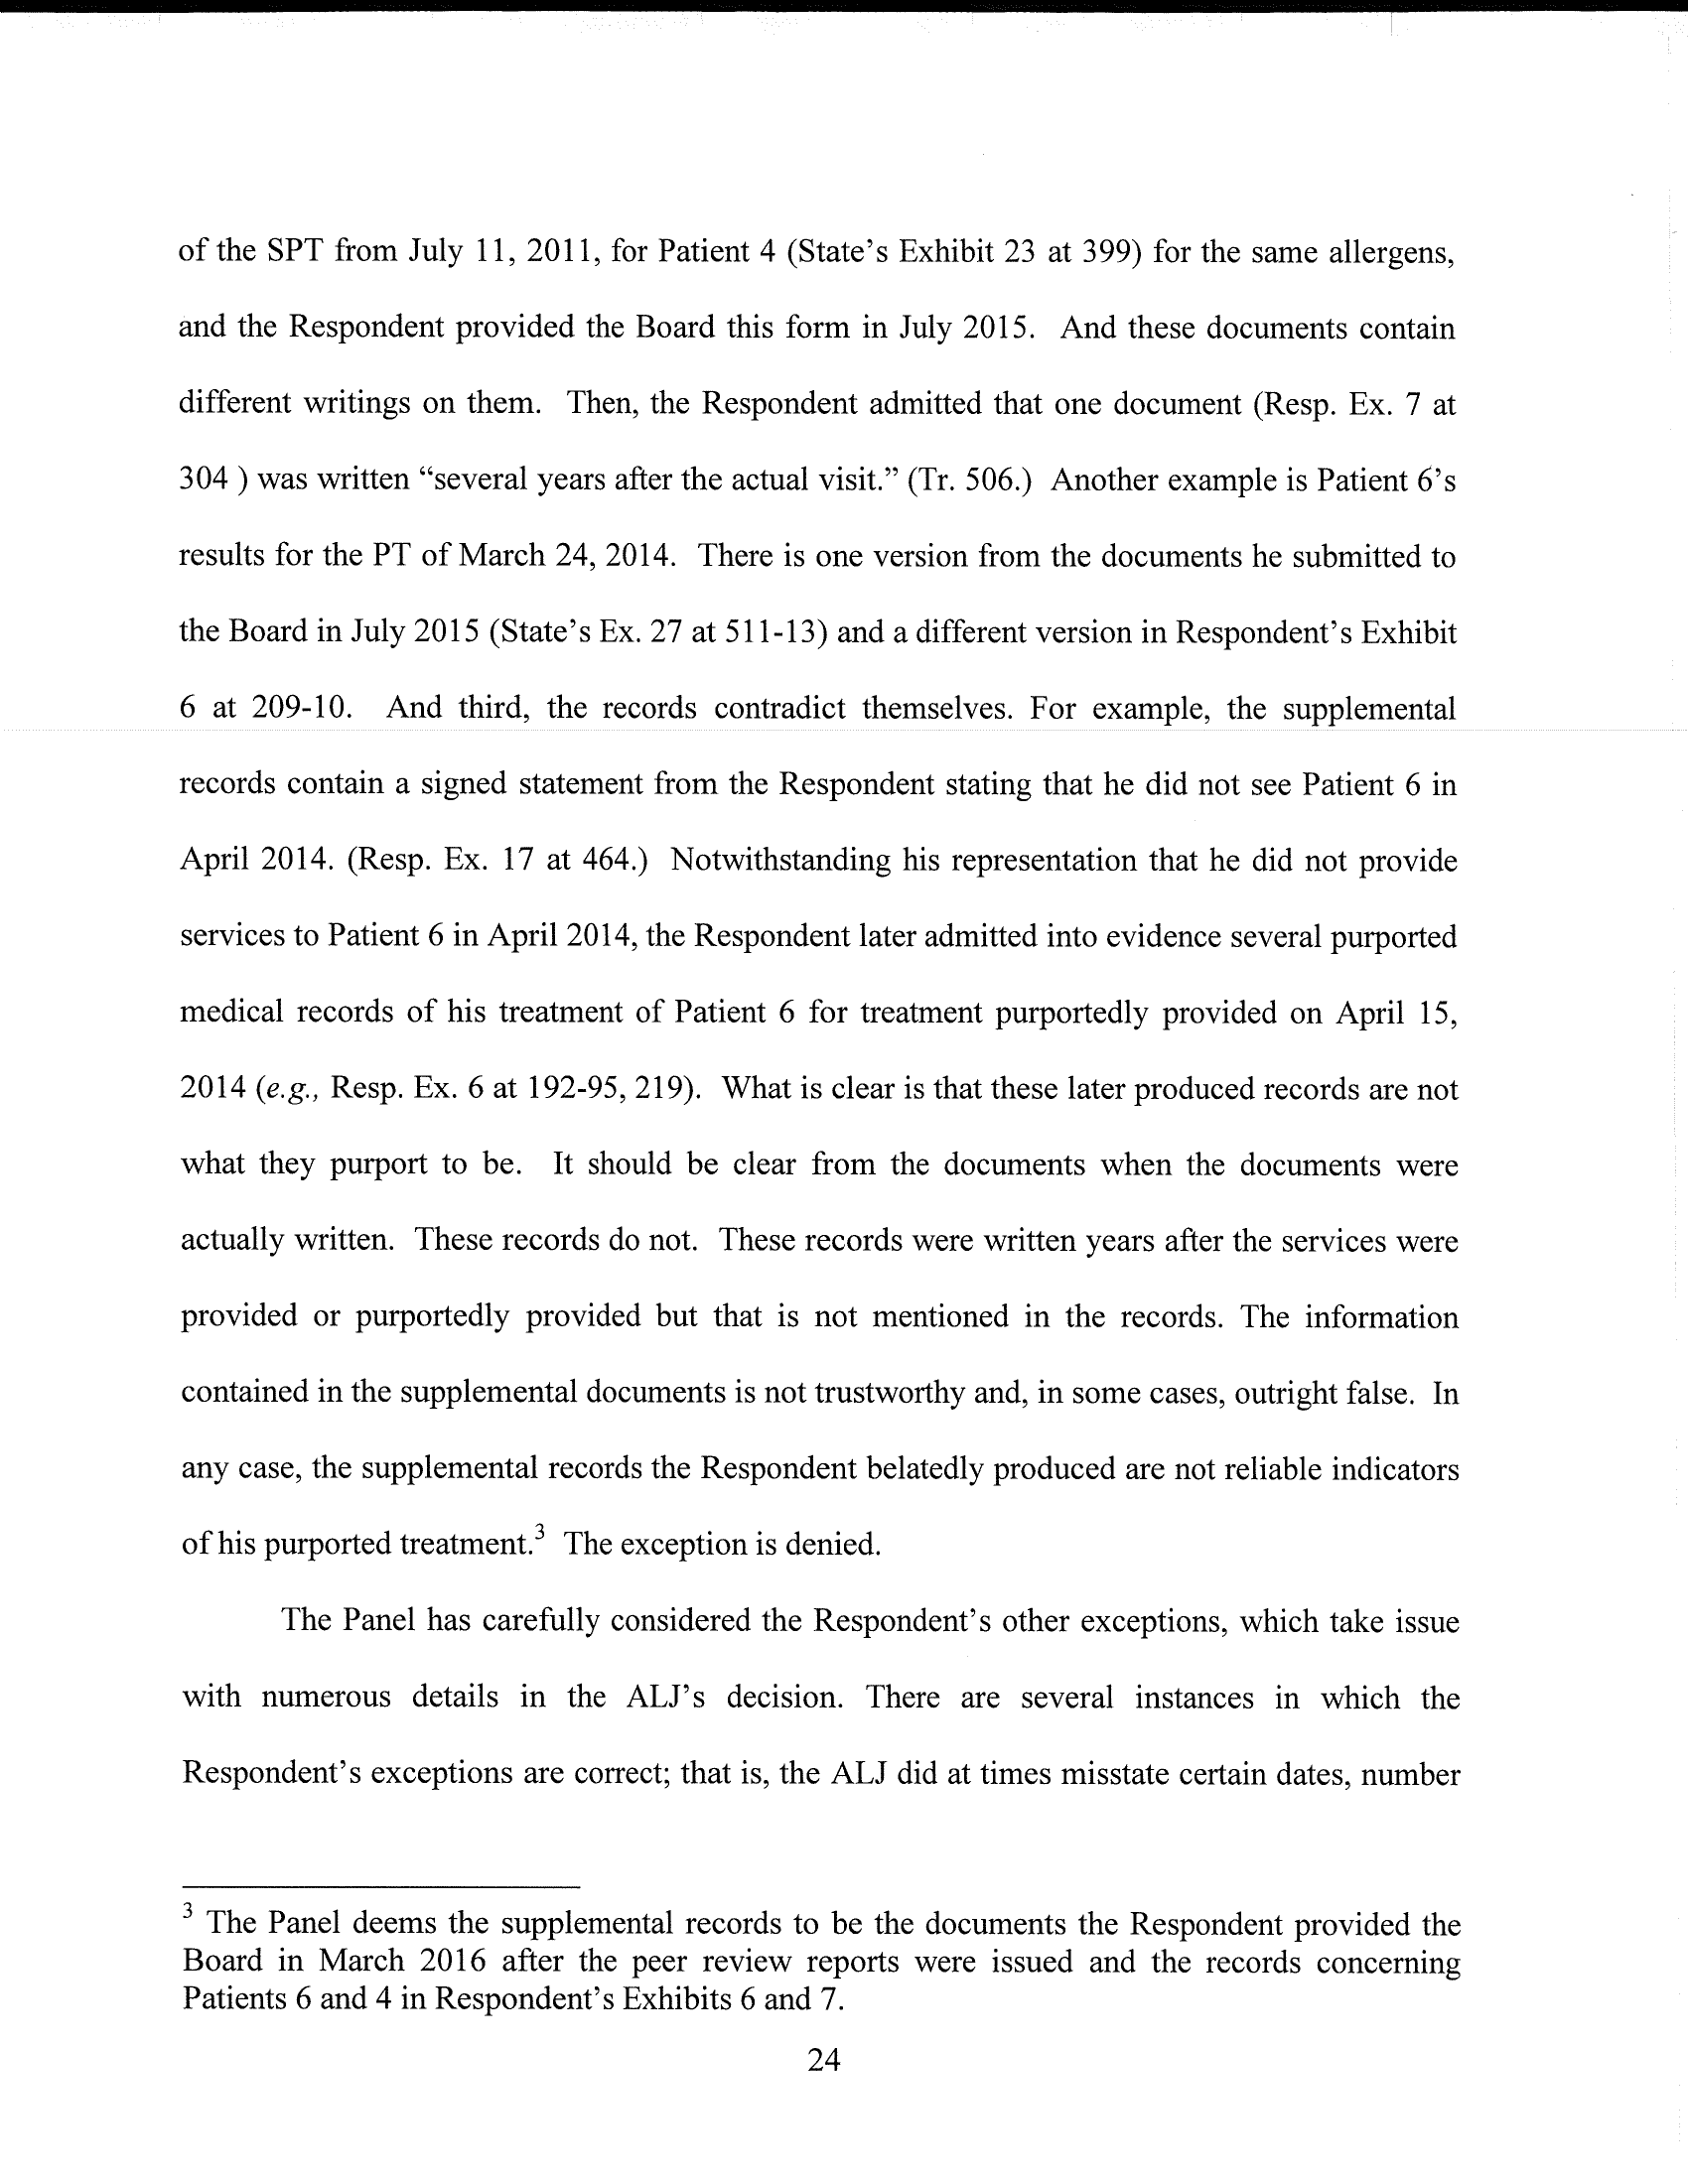 of the SPT from July 11, 2011, for Patient 4 (State’s Exhibit 23 at 399) for the same allergens,
and the Respondent provided the Board this form in July 2015. And these documents contain
different writings on them. Then, the Respondent admitted that one document (Resp. Ex. 7 at
304 ) was written “several years after the actual visit.” (Tr. 506.) Another example is Patient 6’s
results for the PT of March 24, 2014. There is one version from the documents he submitted to
the Board in July 2015 (State’s Ex. 27 at 511-13) and a different version in Respondent’s Exhibit
6 at 209-10. And third, the records contradict themselves. For example, the supplemental
records contain a signed statement from the Respondent stating that he did not see Patient 6 in
April 2014. (Resp. Ex. 17 at 464.) Notwithstanding his representation that he did not provide
services to Patient 6 in April 2014, the Respondent later admitted into evidence several purported
medical records of his treatment of Patient 6 for treatment purportedly provided on April 15,
2014 (e.g., Resp. Ex. 6 at 192-95, 219). What is clear is that these later produced records are not
what they purport to be. It should be clear from the documents when the documents were
actually written. These records do not. These records were written years after the services were
provided or purportedly provided but that is not mentioned in the records. The information
contained in the supplemental documents is not trustworthy and, in some cases, outright false. In
any case, the supplemental records the Respondent belatedly produced are not reliable indicators
of his purported treatment.3 The exception is denied.
The Panel has carefully considered the Respondent’s other exceptions, which take issue
with numerous details in the ALJ’s decision. There are several instances in which the
Respondent’s exceptions are correct; that is, the ALJ did at times misstate certain dates, number
3 The Panel deems the supplemental records to be the documents the Respondent provided the
Board in March 2016 after the peer review reports were issued and the records concerning
Patients 6 and 4 in Respondent’s Exhibits 6 and 7.
24